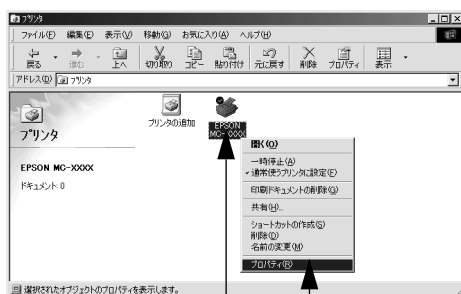 プリンタ
ファイル(F) 編集(E) 表示(V) 移動(G) お気に入り(A) ヘルプ(H)
戻る 進む 上へ 切り取り コピー 貼り付け 元に戻す 削除 プロパティ 表示
アドレス(D) プリンタ
プリンタ
EPSON MC-XXXX
ドキュメント: 0
プリンタの追加
EPSON MC-XXXX
開く(O)
一時停止(A)
通常使うプリンタに設定(F)
印刷ドキュメントの削除(G)
共有(H)...
ショートカットの作成(S)
削除(D)
名前の変更(M)
プロパティ(R)
選択されたオブジェクトのプロパティを表示します。